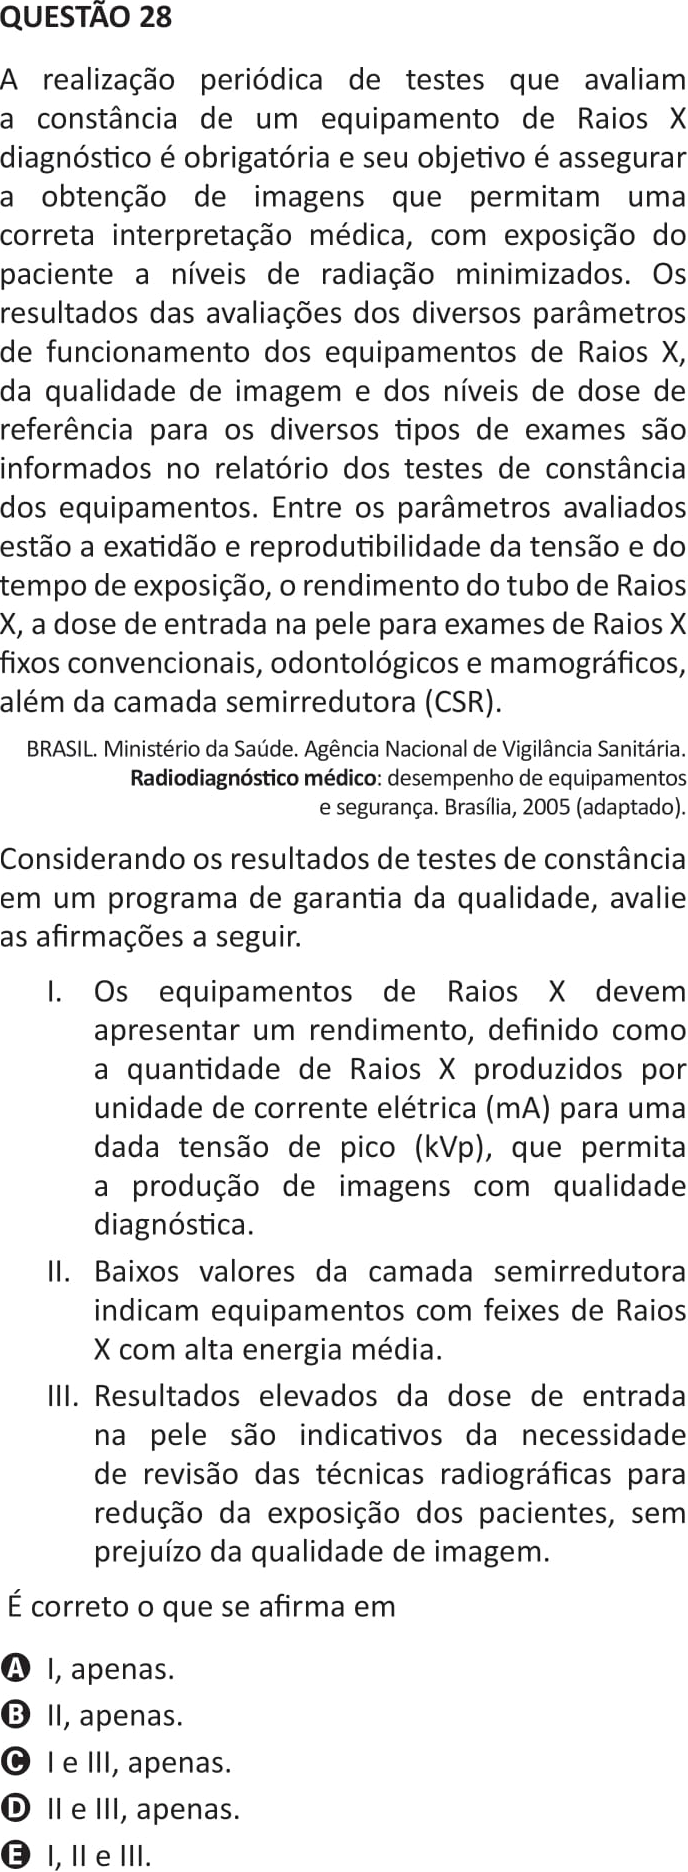 QUESTÃO 28
A realização periódica de testes que avaliam
a constância de um equipamento de Raios X
diagnóstico é obrigatória e seu objetivo é assegurar
a obtenção de imagens que permitam uma
correta interpretação médica, com exposição do
paciente a níveis de radiação minimizados. Os
resultados das avaliações dos diversos parâmetros
de funcionamento dos equipamentos de Raios X,
da qualidade de imagem e dos níveis de dose de
referência para os diversos tipos de exames são
informados no relatório dos testes de constância
dos equipamentos. Entre os parâmetros avaliados
estão a exatidão e reprodutibilidade da tensão e do
tempo de exposição, o rendimento do tubo de Raios
X, a dose de entrada na pele para exames de Raios X
fixos convencionais, odontológicos e mamográficos,
além da camada semirredutora (CSR).
BRASIL. Ministério da Saúde. Agência Nacional de Vigilância Sanitária.
Radiodiagnóstico médico: desempenho de equipamentos
e segurança. Brasília, 2005 (adaptado).
Considerando os resultados de testes de constância
em um programa de garantia da qualidade, avalie
as afirmações a seguir.
I. Os equipamentos de Raios X devem
apresentar um rendimento, definido como
a quantidade de Raios X produzidos por
unidade de corrente elétrica (mA) para uma
dada tensão de pico (kVp), que permita
a produção de imagens com qualidade
diagnóstica.
II. Baixos valores da camada semirredutora
indicam equipamentos com feixes de Raios
X com alta energia média.
III. Resultados elevados da dose de entrada
na pele são indicativos da necessidade
de revisão das técnicas radiográficas para
redução da exposição dos pacientes, sem
prejuízo da qualidade de imagem.
É correto o que se afirma em
A I, apenas.
B II, apenas.
C I e III, apenas.
D II e III, apenas.
E I, II e III.